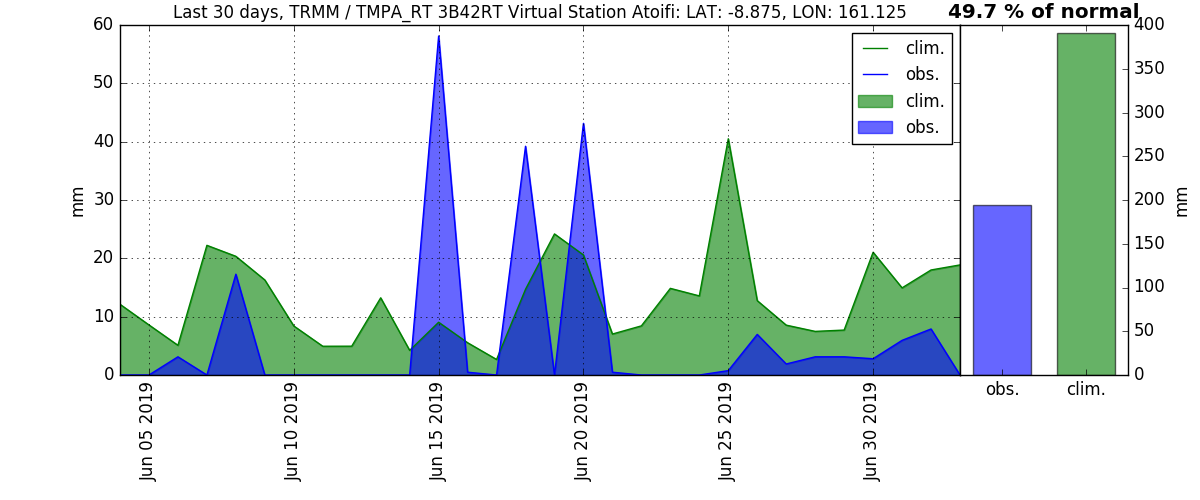 Last 30 days, TRMM / TMPA_RT 3B42RT Virtual Station Atoifi: LAT: -8.875, LON: 161.125
49.7 % of normal
60
50
40
30
20
10
0
mm
clim.
obs.
clim.
obs.
Jun 05 2019
Jun 10 2019
Jun 15 2019
Jun 20 2019
Jun 25 2019
Jun 30 2019
400
350
300
250
200
150
100
50
0
mm
obs.
clim.